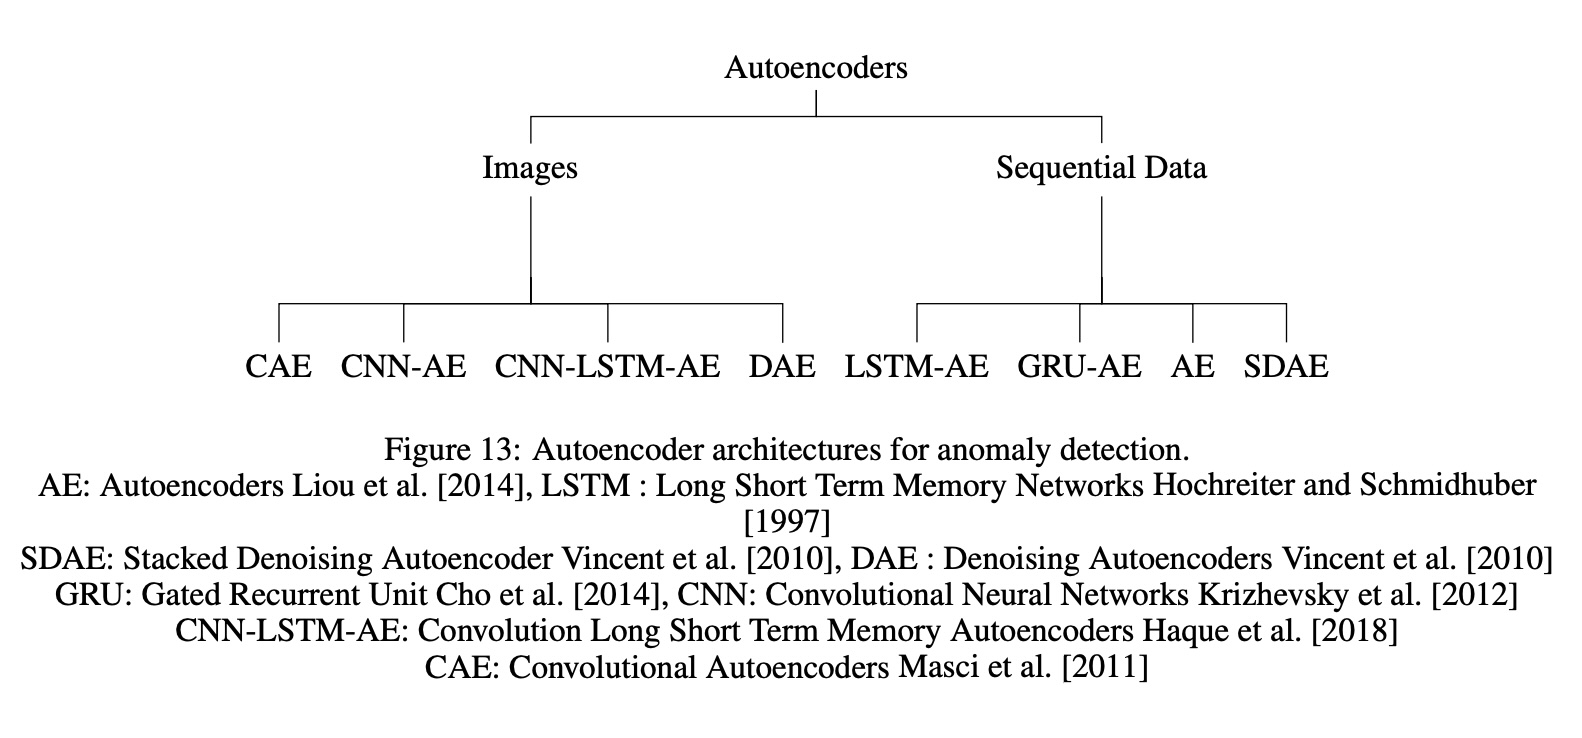 Autoencoders
Images Sequential Data
CAE CNN-AE CNN-LSTM-AE DAE LSTM-AE GRU-AE AE SDAE
Figure 13: Autoencoder architectures for anomaly detection.
AE: Autoencoders Liou et al. [2014], LSTM : Long Short Term Memory Networks Hochreiter and Schmidhuber
[1997]
SDAE: Stacked Denoising Autoencoder Vincent et al. [2010], DAE : Denoising Autoencoders Vincent et al. [2010]
GRU: Gated Recurrent Unit Cho et al. [2014], CNN: Convolutional Neural Networks Krizhevsky et al. [2012]
CNN-LSTM-AE: Convolution Long Short Term Memory Autoencoders Haque et al. [2018]
CAE: Convolutional Autoencoders Masci et al. [2011]